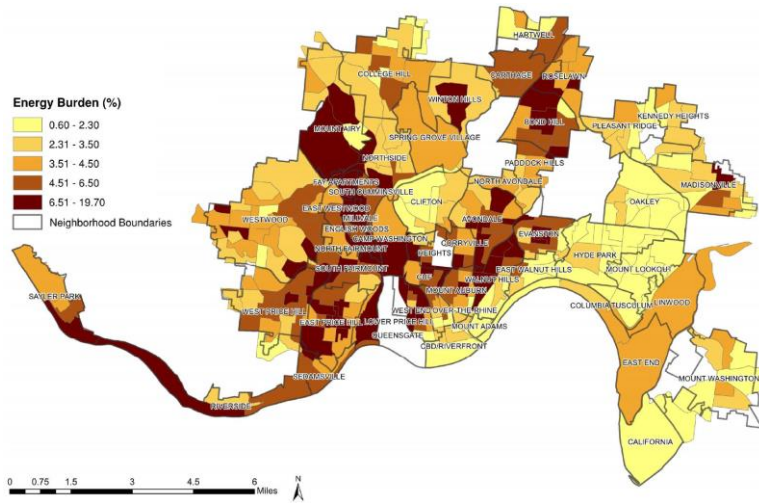 HARTWELL
COLLEGE HILL
CARTHAGE
ROSELAWN
Energy Burden (%)
0.60 - 2.30
2.31 - 3.50
3.51 - 4.50
4.51 - 6.50
6.51 - 19.70
Neighborhood Boundaries
WINTON HILLS
BOND HILL
KENNEDY HEIGHTS
PLEASANT RIDGE
MOUNT AIRY
SPRING GROVE VILLAGE
NORTHSIDE
PADDOCK HILLS
FAY APARTMENTS
SOUTH CUMMINSVILLE
NORTH AVONDALE
MADISONVILLE
CLIFTON
OAKLEY
EAST WESTWOOD
WESTWOOD
MILLVALE
AVONDALE
ENGLISH WOODS
EVANSTON
CAMP WASHINGTON
CORRYVILLE
NORTH FAIRMOUNT
HEIGHTS
HYDE PARK
SOUTH FAIRMOUNT
EAST WALNUT HILLS
MOUNT LOOKOUT
CUF
WALNUT HILLS
MOUNT AUBURN
SAYLER PARK
COLUMBIA TUSCULUM
LINWOOD
WEST PRICE HILL
WEST END
OVER THE RHINE
EAST PRICE HILL
LOWER PRICE HILL
MOUNT ADAMS
QUEENSGATE
CBD/RIVERFRONT
EAST END
SEDAMSVILLE
MOUNT WASHINGTON
RIVERSIDE
CALIFORNIA
N
0 0.75 1.5 3 4.5 6
Miles